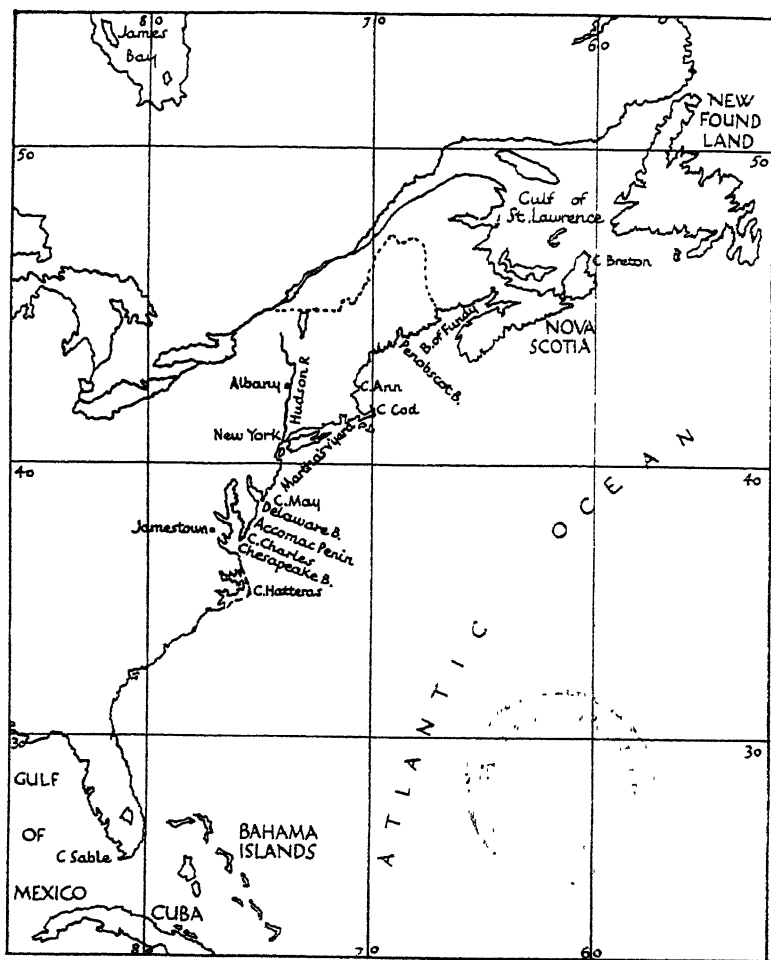 80
70
60
James
Bay
NEW
FOUND
LAND
50
50
Gulf of
St. Lawrence
C Breton
B. of Fundy
NOVA
SCOTIA
Penobscot B.
Hudson R
Albany
C. Ann
C Cod
New York
Martha's V'yard
40
40
C. May
Delaware B.
Jamestown
Accomac Penin
C. Charles
Chesapeake B.
C. Hatteras
ATLANTIC OCEAN
30
30
GULF
OF
MEXICO
C Sable
BAHAMA
ISLANDS
CUBA
80
70
60